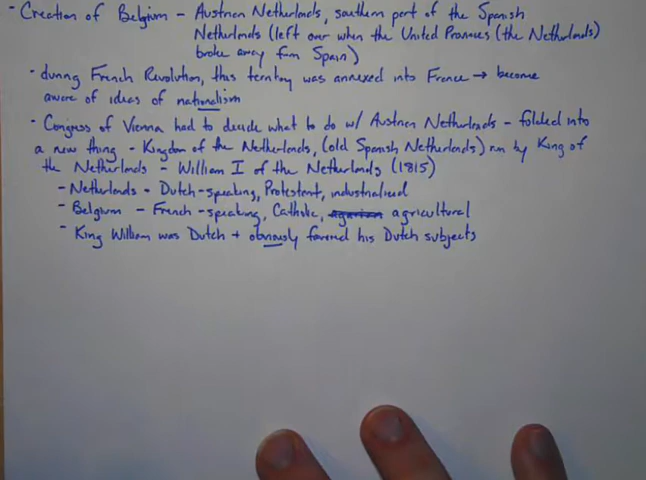 · Creation of Belgium – Austrian Netherlands, southern part of the Spanish
Netherlands (left over when the United Provinces (the Netherlands)
broke away from Spain)
· during French Revolution, this territory was annexed into France → become
aware of ideas of nationalism
· Congress of Vienna had to decide what to do w/ Austrian Netherlands – folded into
a new thing – Kingdom of the Netherlands, (old Spanish Netherlands) run by King of
the Netherlands – William I of the Netherlands (1815)
– Netherlands – Dutch-speaking, Protestant, industrialized
– Belgium – French-speaking, Catholic, agrarian agricultural
– King William was Dutch + obviously favored his Dutch subjects